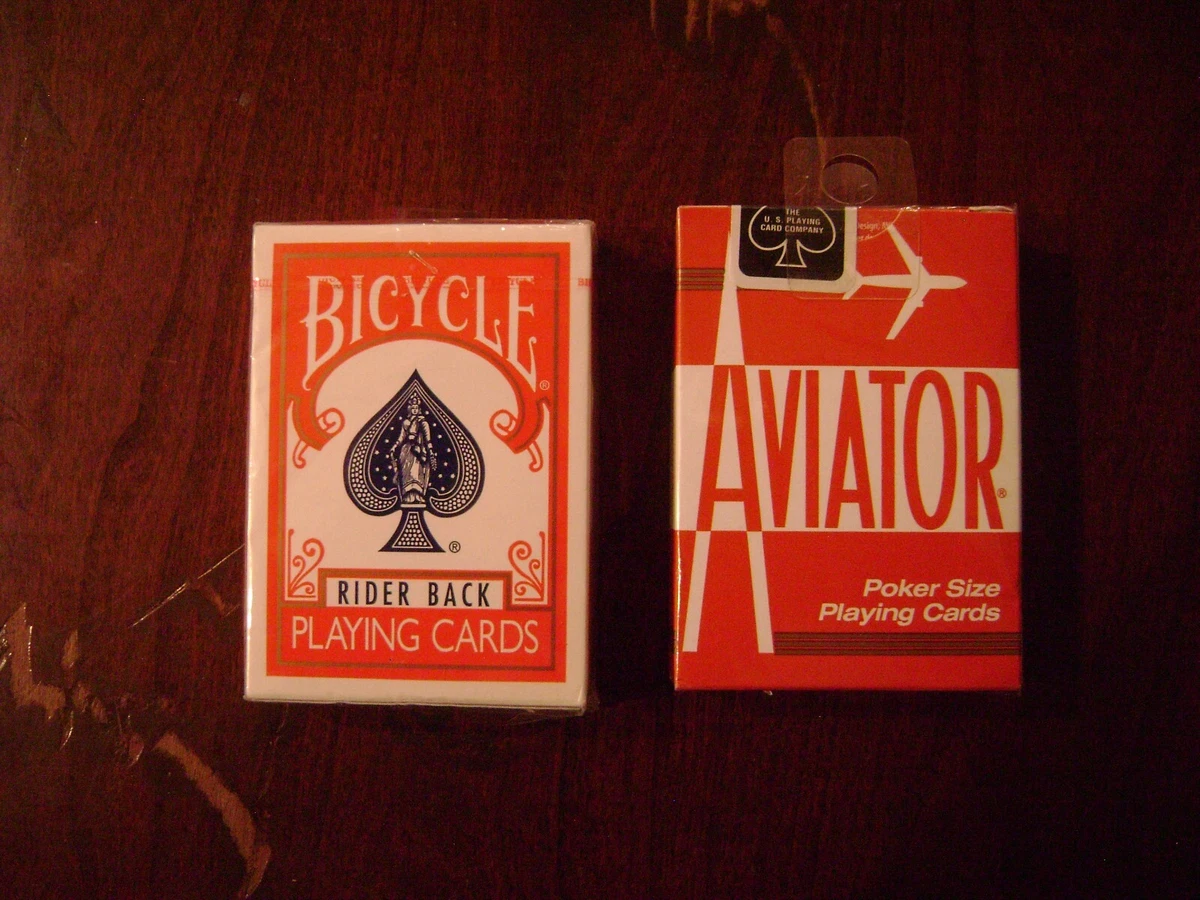 BICYCLE
®
®
RIDER BACK
PLAYING CARDS
THE
U. S. PLAYING
CARD COMPANY
AVIATOR
®
Poker Size
Playing Cards